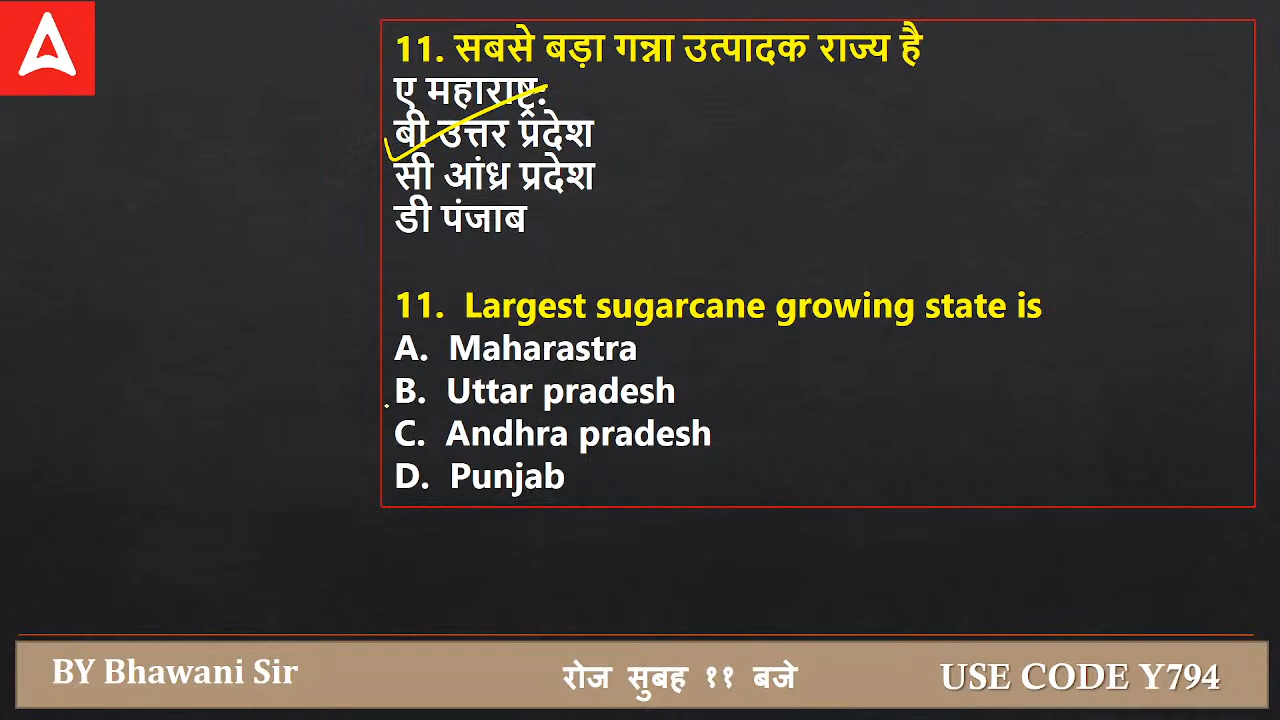 11. सबसे बड़ा गन्ना उत्पादक राज्य है
ए महाराष्ट्र.
बी उत्तर प्रदेश
सी आंध्र प्रदेश
डी पंजाब
11. Largest sugarcane growing state is
A. Maharastra
B. Uttar pradesh
C. Andhra pradesh
D. Punjab
BY Bhawani Sir
रोज सुबह ११ बजे
USE CODE Y794